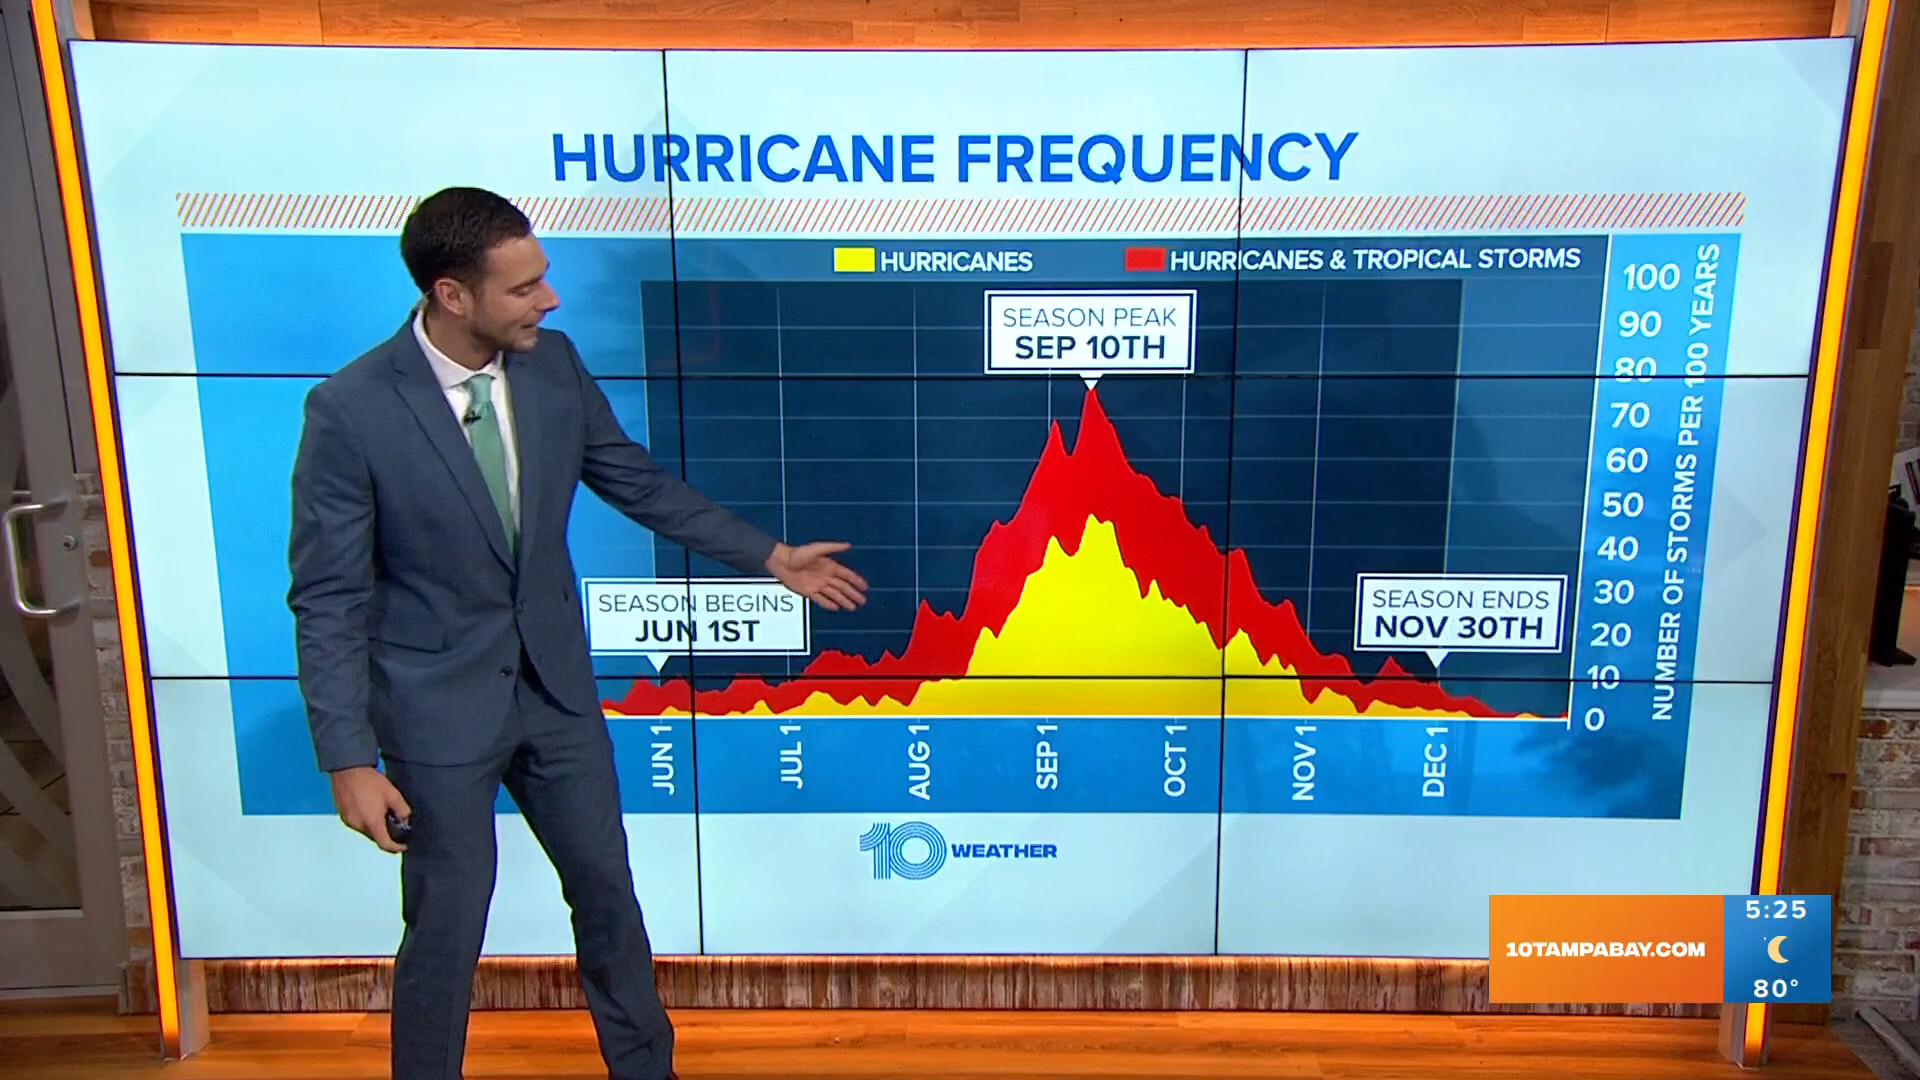 HURRICANE FREQUENCY
HURRICANES
HURRICANES & TROPICAL STORMS
SEASON PEAK
SEP 10TH
SEASON BEGINS
JUN 1ST
SEASON ENDS
NOV 30TH
100
90
80
70
60
50
40
30
20
10
0
NUMBER OF STORMS PER 100 YEARS
JUN 1
JUL 1
AUG 1
SEP 1
OCT 1
NOV 1
DEC 1
10 WEATHER
10TAMPABAY.COM
5:25
80°